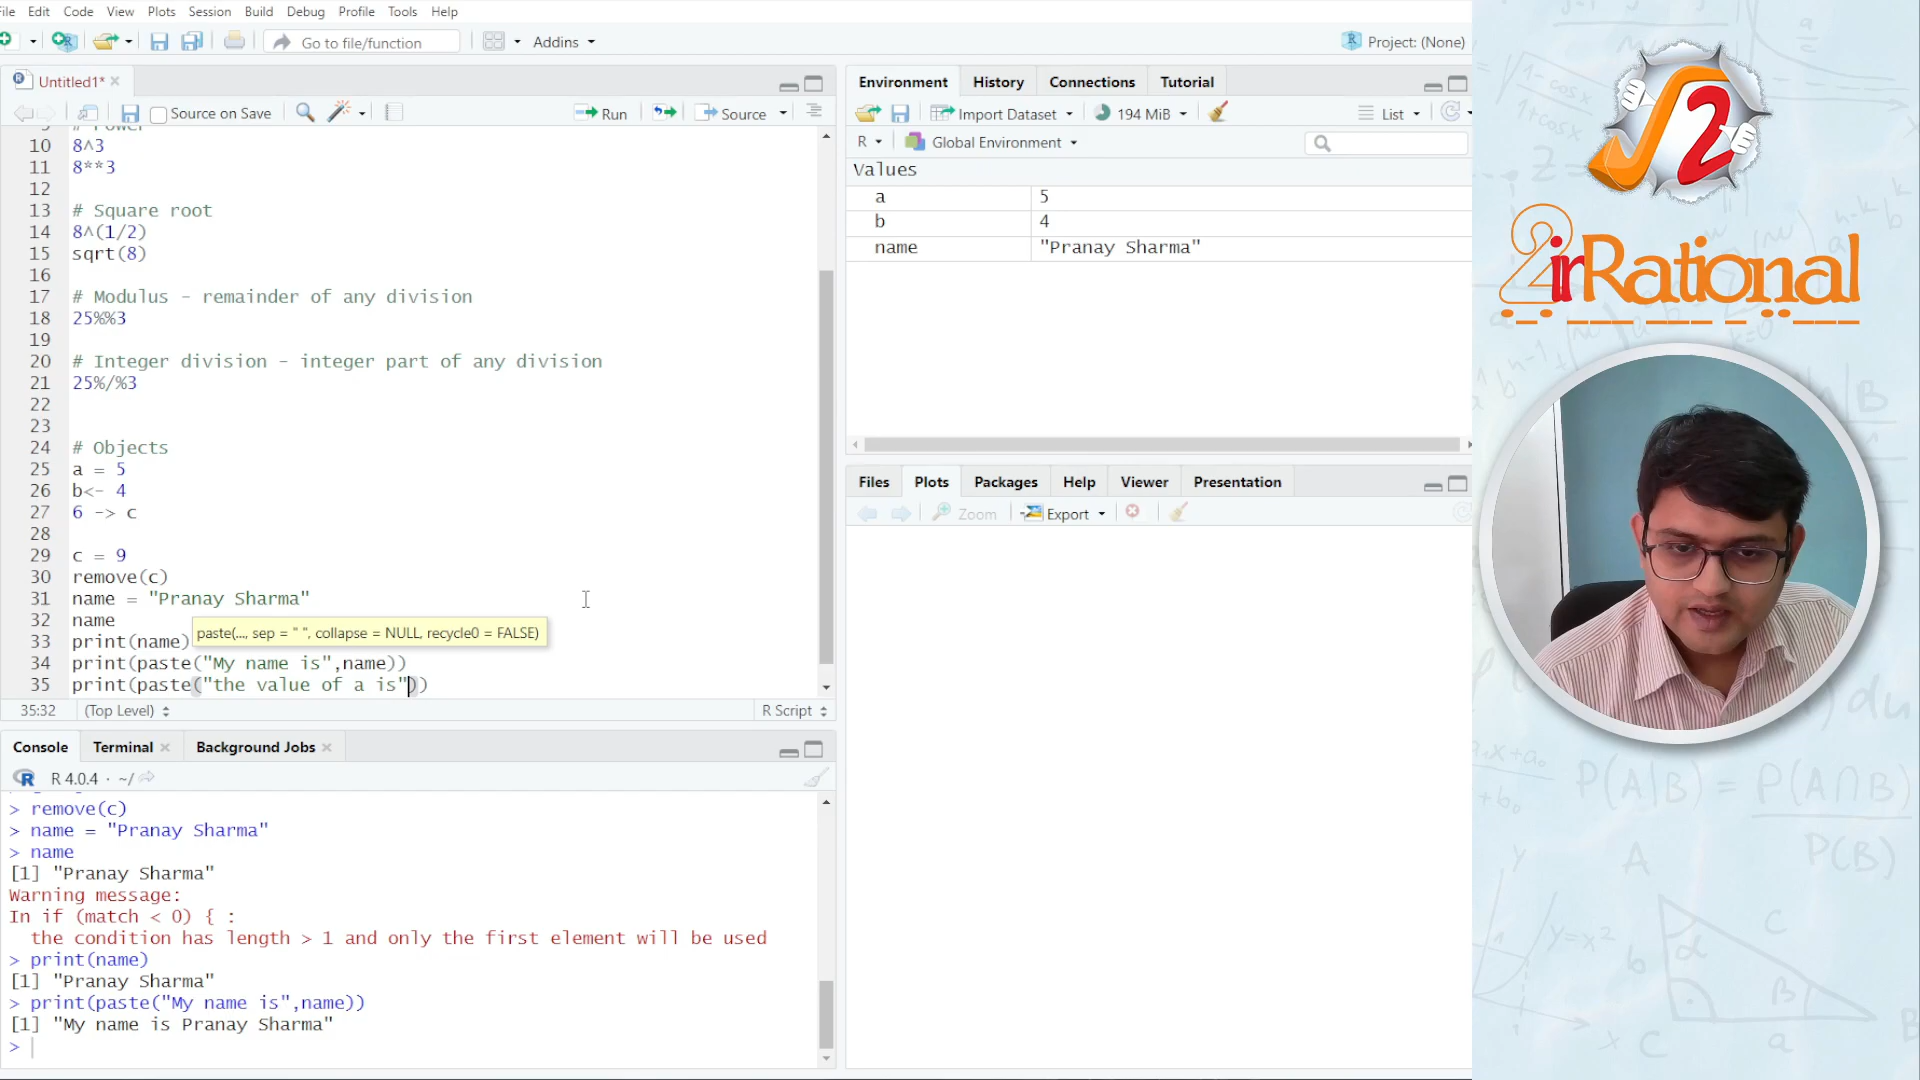 File Edit Code View Plots Session Build Debug Profile Tools Help
Go to file/function
Addins
Project: (None)
Untitled1*
Source on Save
Run
Source
10 8^3
11 8**3
12
13 # Square root
14 8^(1/2)
15 sqrt(8)
16
17 # Modulus - remainder of any division
18 25%%3
19
20 # Integer division - integer part of any division
21 25%/%3
22
23
24 # Objects
25 a = 5
26 b<- 4
27 6 -> c
28
29 c = 9
30 remove(c)
31 name = "Pranay Sharma"
32 name
paste(..., sep = " ", collapse = NULL, recycle0 = FALSE)
33 print(name)
34 print(paste("My name is",name))
35 print(paste("the value of a is"))
35:32 (Top Level) R Script
Console Terminal Background Jobs
R 4.0.4 · ~/
> remove(c)
> name = "Pranay Sharma"
> name
[1] "Pranay Sharma"
Warning message:
In if (match < 0) { :
the condition has length > 1 and only the first element will be used
> print(name)
[1] "Pranay Sharma"
> print(paste("My name is",name))
[1] "My name is Pranay Sharma"
>
Environment History Connections Tutorial
Import Dataset 194 MiB List
R Global Environment
Values
a 5
b 4
name "Pranay Sharma"
Files Plots Packages Help Viewer Presentation
Zoom Export
√2
2irRational
P(A|B) = P(A∩B)
P(B)
y=x²
A
C
b
α
B
a